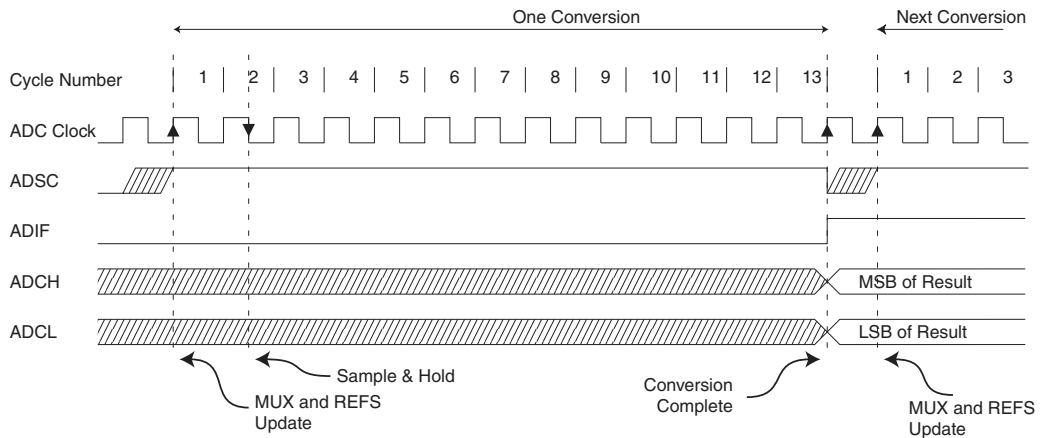 One Conversion
Next Conversion
Cycle Number 1 2 3 4 5 6 7 8 9 10 11 12 13 1 2 3
ADC Clock
ADSC
ADIF
ADCH MSB of Result
ADCL LSB of Result
Sample & Hold
MUX and REFS
Update
Conversion
Complete
MUX and REFS
Update